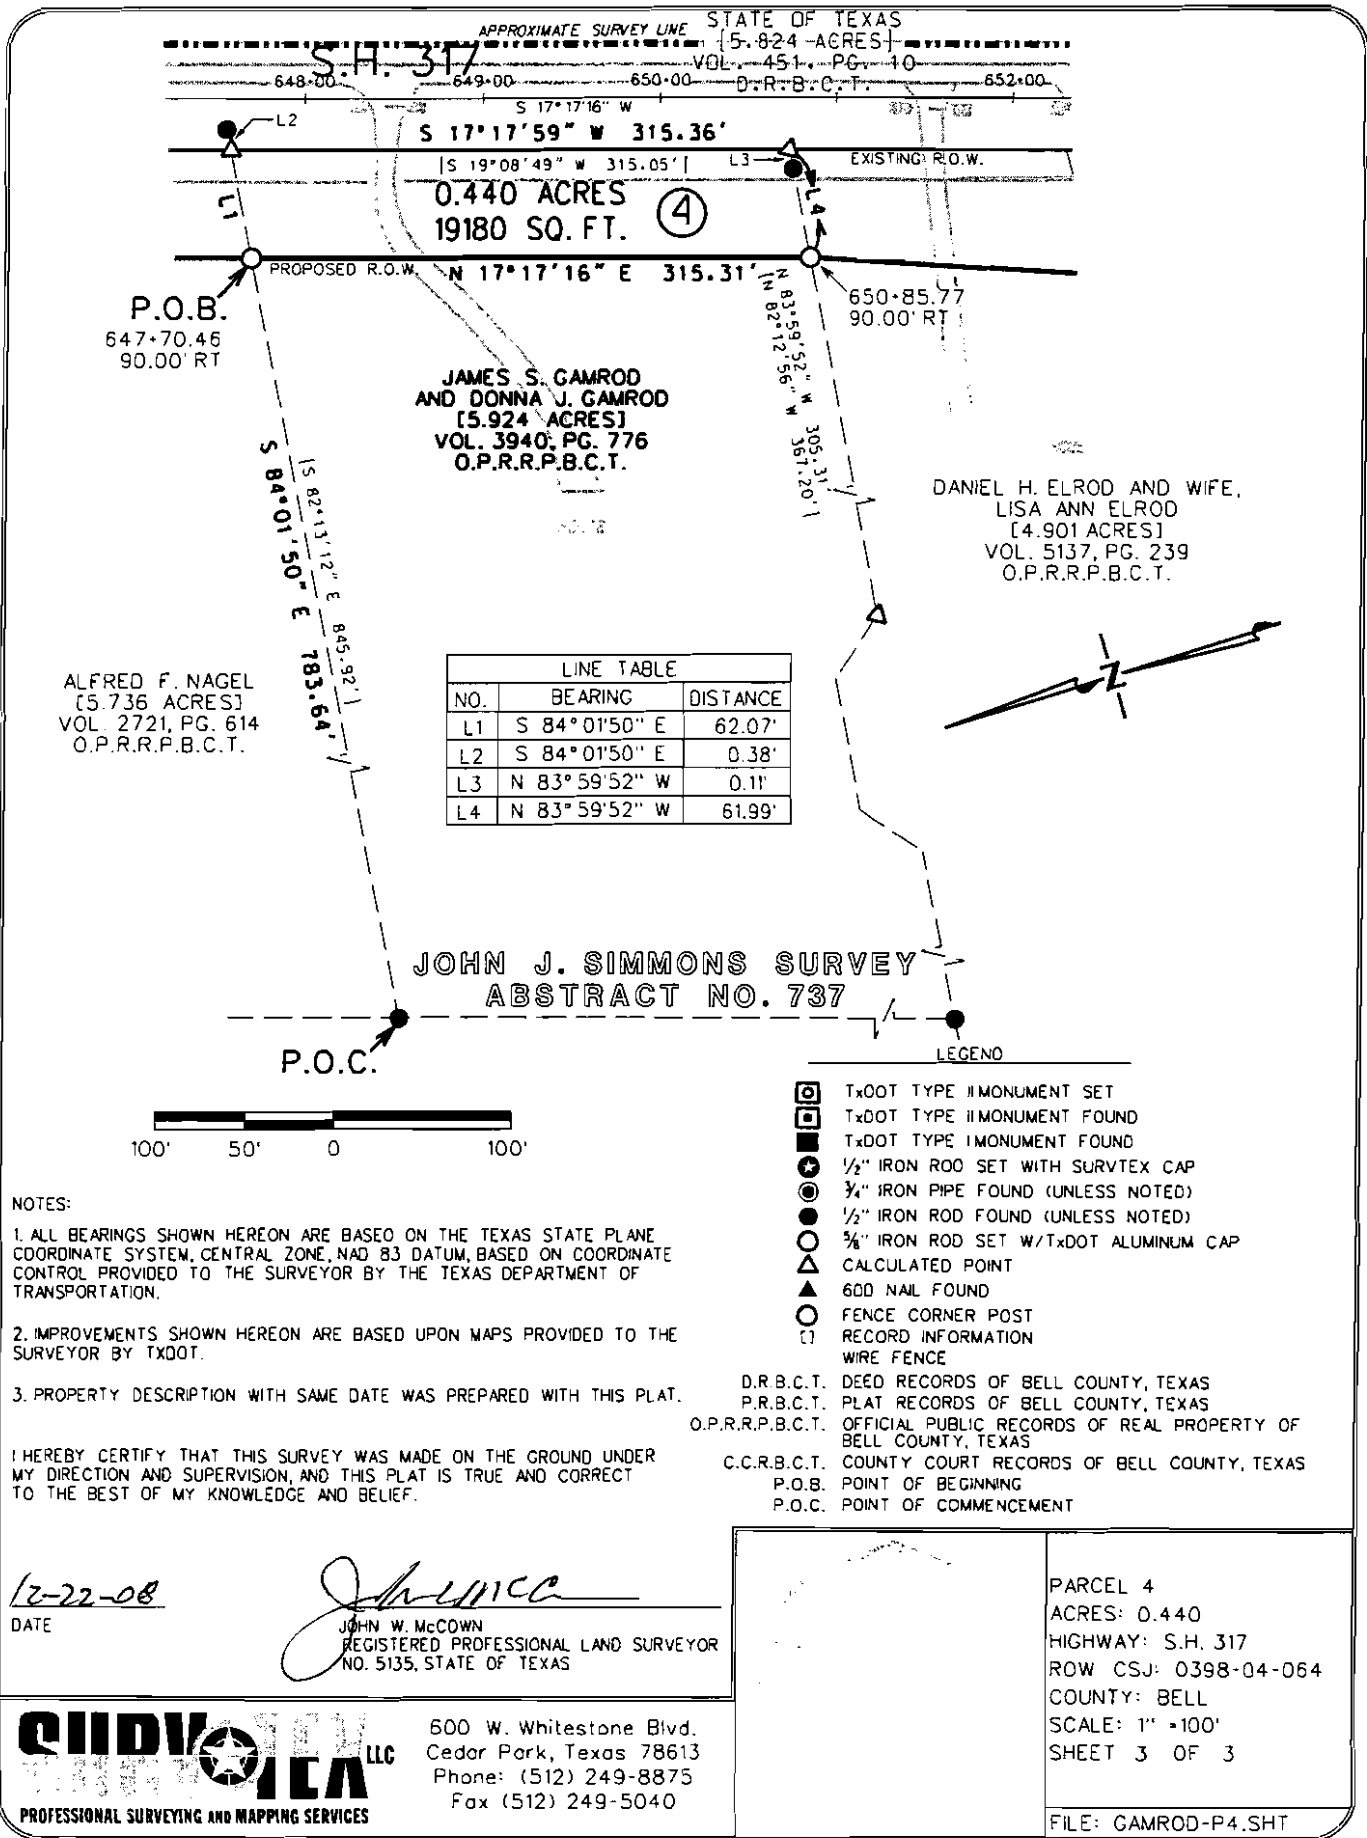 APPROXIMATE SURVEY LINE
STATE OF TEXAS
[5.824 ACRES]
VOL. 451, PG. 10
D.R.B.C.T.
S.H. 317
648+00
649+00
650+00
652+00
S 17°17'16" W
L2
S 17°17'59" W 315.36'
[S 19°08'49" W 315.05']
L3
EXISTING R.O.W.
L1
0.440 ACRES
19180 SQ. FT.
4
L4
PROPOSED R.O.W.
N 17°17'16" E 315.31'
P.O.B.
647+70.46
90.00' RT
650+85.77
90.00' RT
N 83°59'52" W 305.31'
[N 82°12'56" W 367.20']
JAMES S. GAMROD
AND DONNA J. GAMROD
[5.924 ACRES]
VOL. 3940, PG. 776
O.P.R.R.P.B.C.T.
S 84°01'50" E 783.64'
[S 82°13'12" E 845.92']
DANIEL H. ELROD AND WIFE,
LISA ANN ELROD
[4.901 ACRES]
VOL. 5137, PG. 239
O.P.R.R.P.B.C.T.
ALFRED F. NAGEL
[5.736 ACRES]
VOL. 2721, PG. 614
O.P.R.R.P.B.C.T.
N
LINE TABLE
NO. BEARING DISTANCE
L1 S 84°01'50" E 62.07'
L2 S 84°01'50" E 0.38'
L3 N 83°59'52" W 0.11'
L4 N 83°59'52" W 61.99'
JOHN J. SIMMONS SURVEY
ABSTRACT NO. 737
P.O.C.
100' 50' 0 100'
LEGEND
TxDOT TYPE II MONUMENT SET
TxDOT TYPE II MONUMENT FOUND
TxDOT TYPE I MONUMENT FOUND
1/2" IRON ROD SET WITH SURVTEX CAP
3/4" IRON PIPE FOUND (UNLESS NOTED)
1/2" IRON ROD FOUND (UNLESS NOTED)
5/8" IRON ROD SET W/TxDOT ALUMINUM CAP
CALCULATED POINT
60D NAIL FOUND
FENCE CORNER POST
[] RECORD INFORMATION
WIRE FENCE
D.R.B.C.T. DEED RECORDS OF BELL COUNTY, TEXAS
P.R.B.C.T. PLAT RECORDS OF BELL COUNTY, TEXAS
O.P.R.R.P.B.C.T. OFFICIAL PUBLIC RECORDS OF REAL PROPERTY OF
BELL COUNTY, TEXAS
C.C.R.B.C.T. COUNTY COURT RECORDS OF BELL COUNTY, TEXAS
P.O.B. POINT OF BEGINNING
P.O.C. POINT OF COMMENCEMENT
NOTES:
1. ALL BEARINGS SHOWN HEREON ARE BASED ON THE TEXAS STATE PLANE
COORDINATE SYSTEM, CENTRAL ZONE, NAD 83 DATUM, BASED ON COORDINATE
CONTROL PROVIDED TO THE SURVEYOR BY THE TEXAS DEPARTMENT OF
TRANSPORTATION.
2. IMPROVEMENTS SHOWN HEREON ARE BASED UPON MAPS PROVIDED TO THE
SURVEYOR BY TXDOT.
3. PROPERTY DESCRIPTION WITH SAME DATE WAS PREPARED WITH THIS PLAT.
I HEREBY CERTIFY THAT THIS SURVEY WAS MADE ON THE GROUND UNDER
MY DIRECTION AND SUPERVISION, AND THIS PLAT IS TRUE AND CORRECT
TO THE BEST OF MY KNOWLEDGE AND BELIEF.
12-22-08
DATE
JOHN W. McCOWN
REGISTERED PROFESSIONAL LAND SURVEYOR
NO. 5135, STATE OF TEXAS
SURVTEX LLC
PROFESSIONAL SURVEYING AND MAPPING SERVICES
600 W. Whitestone Blvd.
Cedar Park, Texas 78613
Phone: (512) 249-8875
Fax (512) 249-5040
PARCEL 4
ACRES: 0.440
HIGHWAY: S.H. 317
ROW CSJ: 0398-04-064
COUNTY: BELL
SCALE: 1" =100'
SHEET 3 OF 3
FILE: GAMROD-P4.SHT